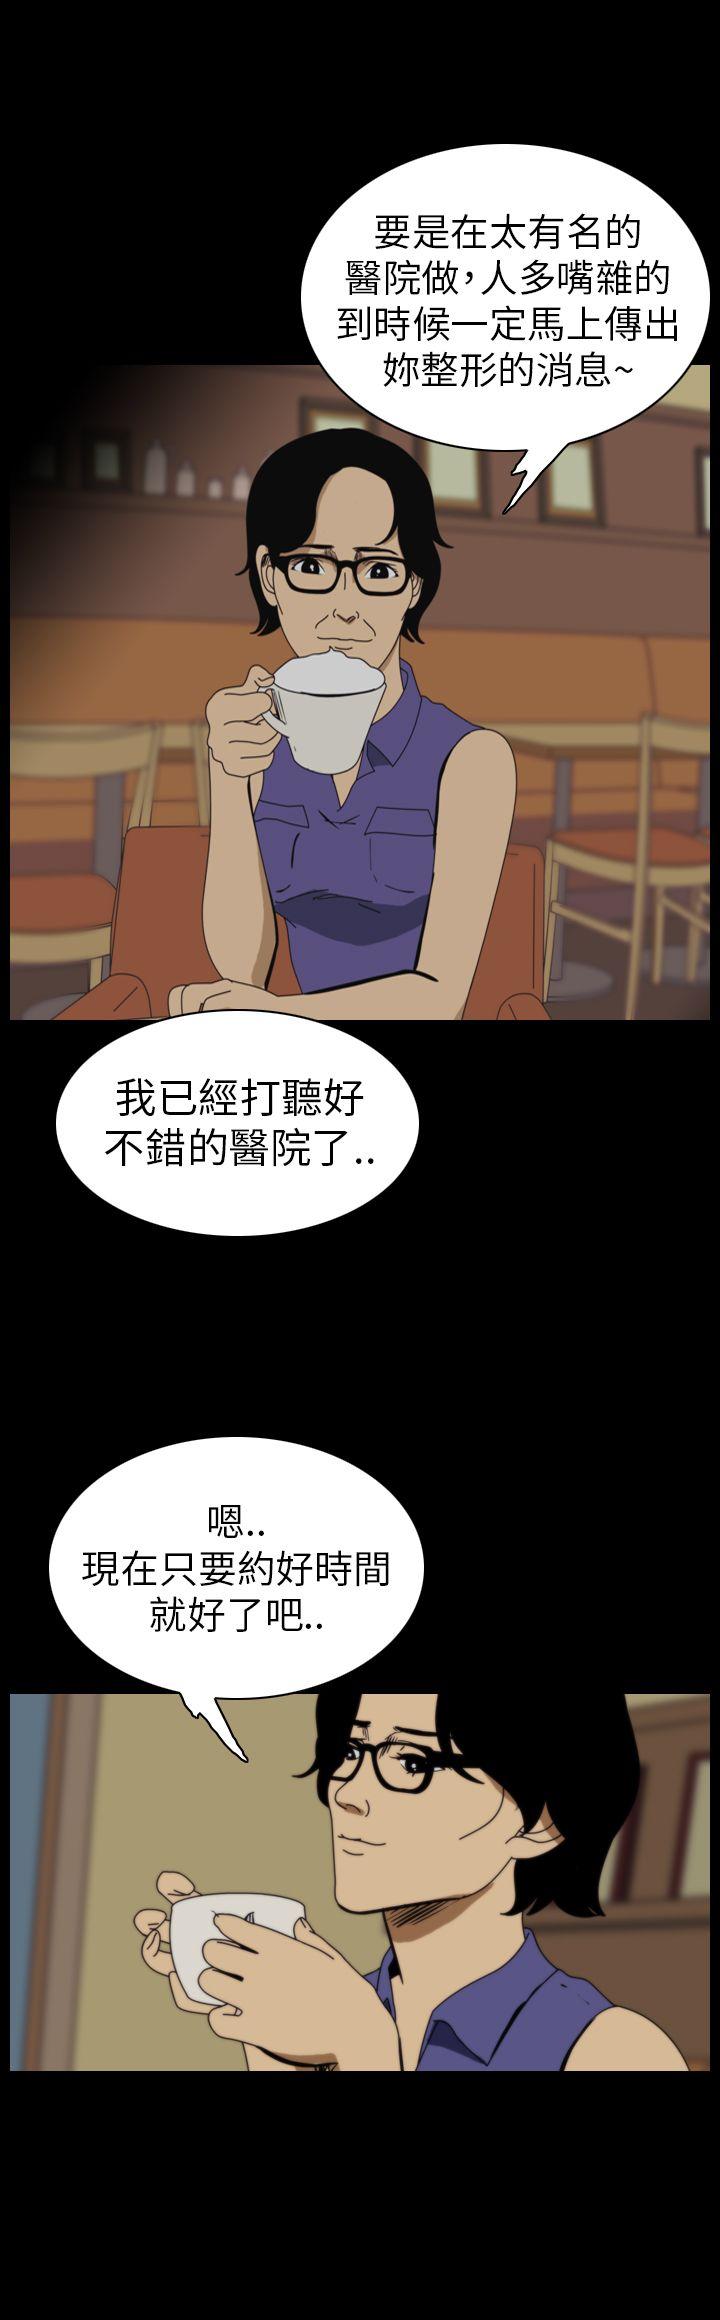 要是在太有名的
醫院做,人多嘴雜的
到時候一定馬上傳出
妳整形的消息~
我已經打聽好
不錯的醫院了..
嗯..
現在只要約好時間
就好了吧..